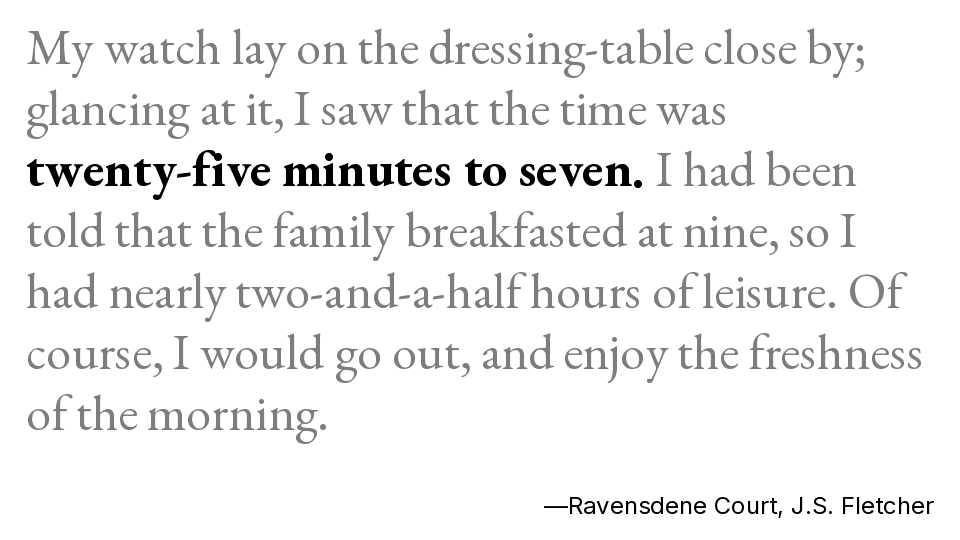 My watch lay on the dressing-table close by;
glancing at it, I saw that the time was
twenty-five minutes to seven. I had been
told that the family breakfasted at nine, so I
had nearly two-and-a-half hours of leisure. Of
course, I would go out, and enjoy the freshness
of the morning.
—Ravensdene Court, J.S. Fletcher